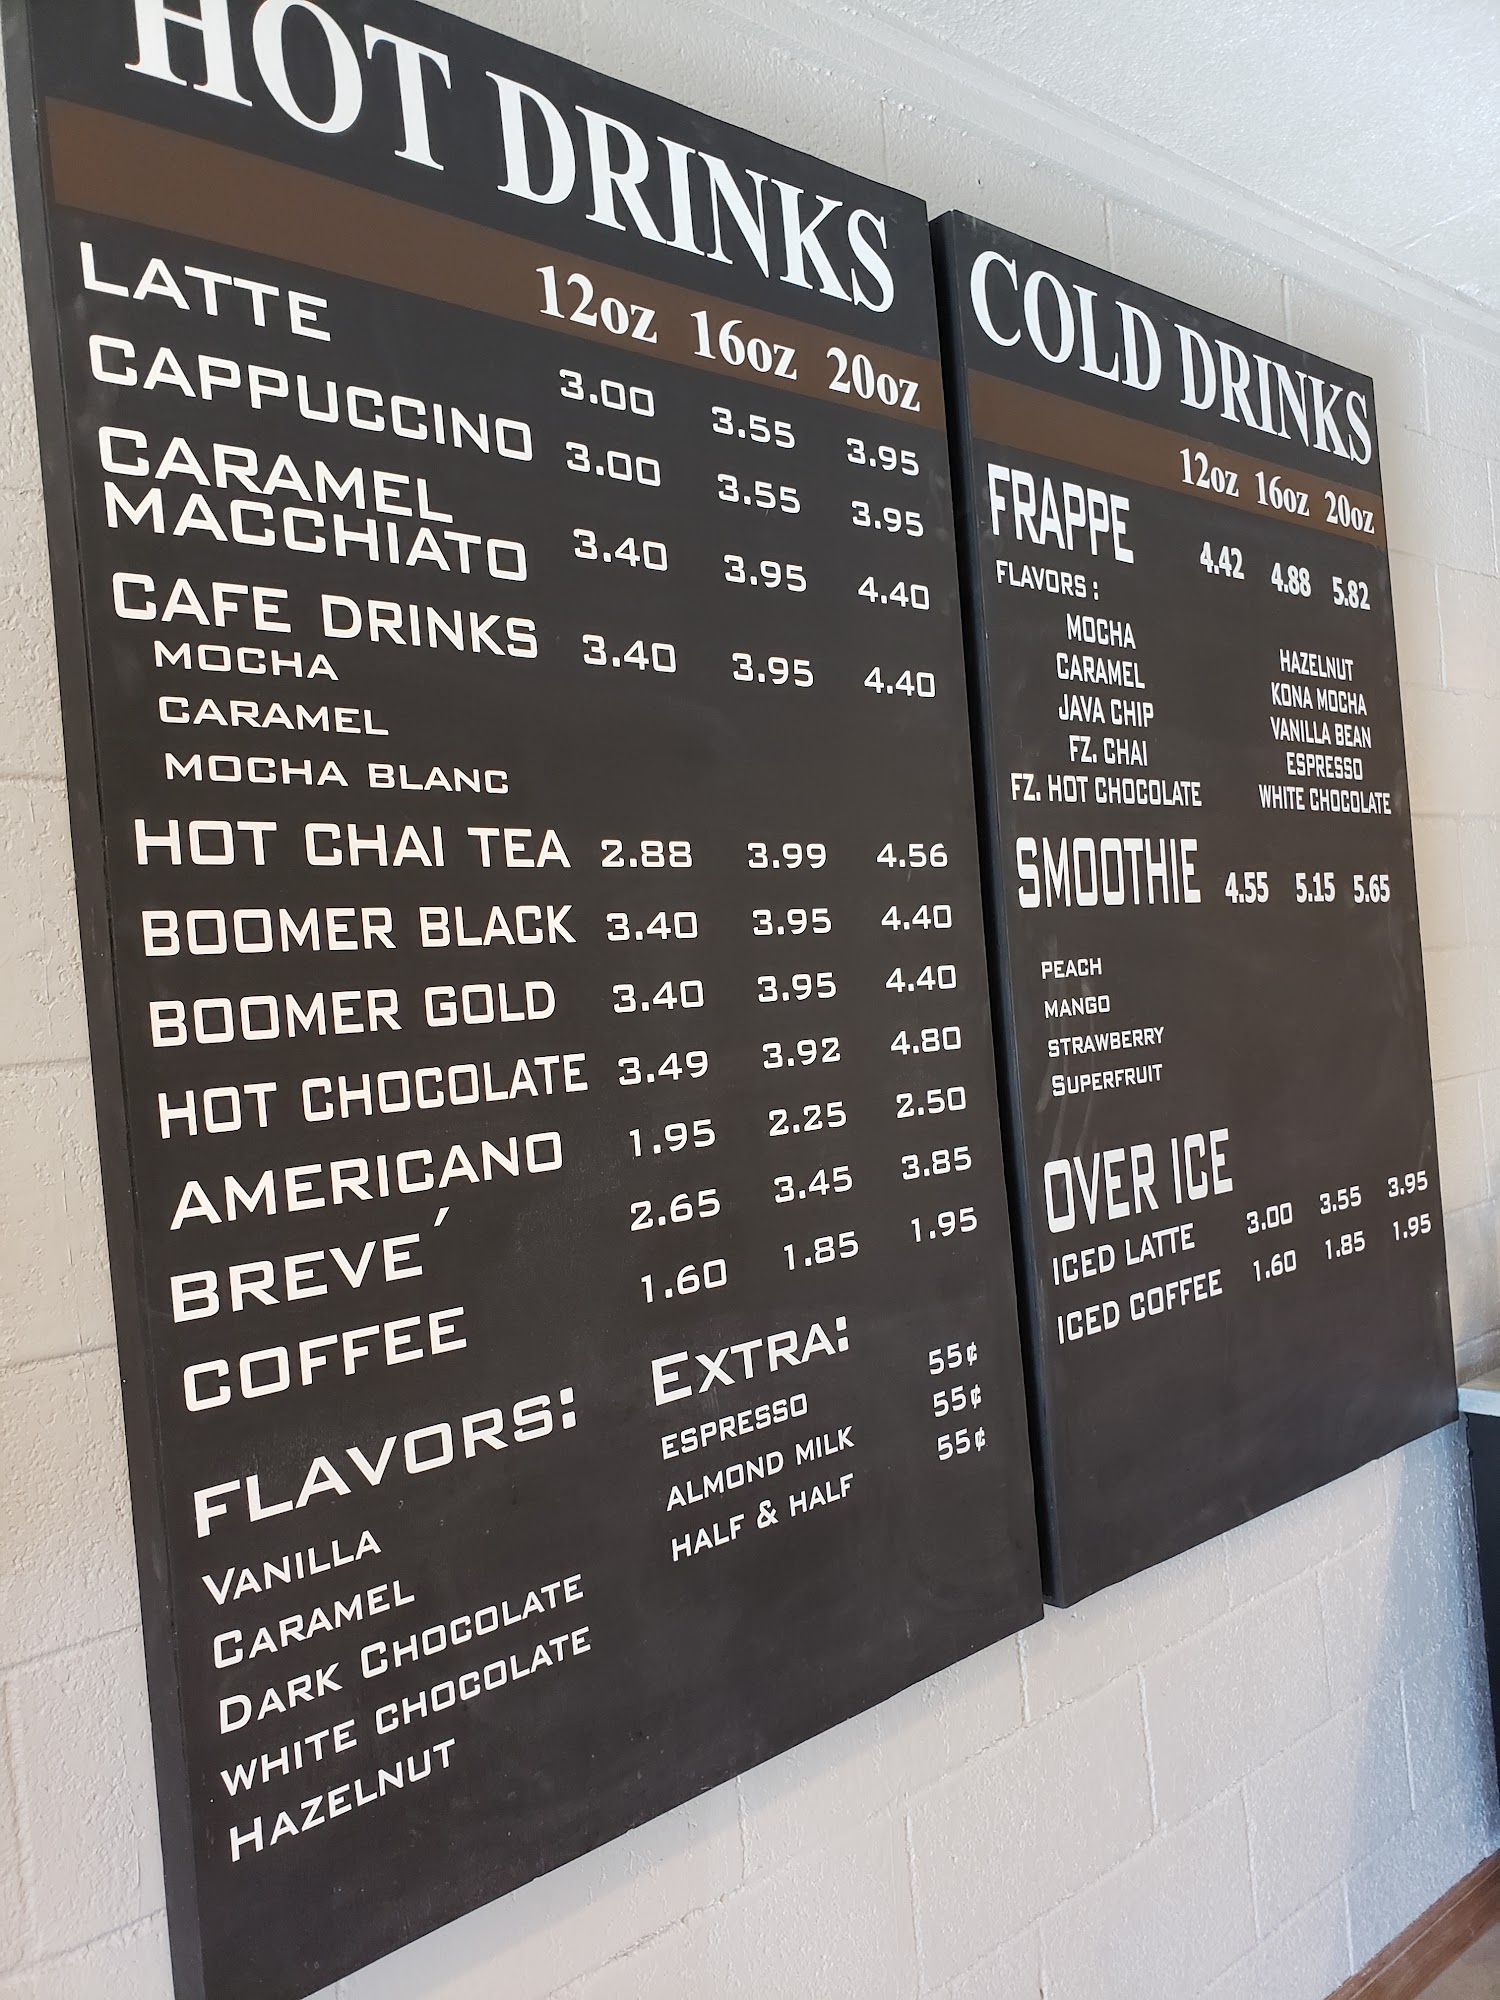 HOT DRINKS
12oz 16oz 20oz
LATTE 3.00 3.55 3.95
CAPPUCCINO 3.00 3.55 3.95
CARAMEL
MACCHIATO 3.40 3.95 4.40
CAFE DRINKS 3.40 3.95 4.40
MOCHA
CARAMEL
MOCHA BLANC
HOT CHAI TEA 2.88 3.99 4.56
BOOMER BLACK 3.40 3.95 4.40
BOOMER GOLD 3.40 3.95 4.40
HOT CHOCOLATE 3.49 3.92 4.80
AMERICANO 1.95 2.25 2.50
BREVE´ 2.65 3.45 3.85
COFFEE 1.60 1.85 1.95
FLAVORS:
VANILLA
CARAMEL
DARK CHOCOLATE
WHITE CHOCOLATE
HAZELNUT
EXTRA:
ESPRESSO 55¢
ALMOND MILK 55¢
HALF & HALF 55¢
COLD DRINKS
12oz 16oz 20oz
FRAPPE 4.42 4.88 5.82
FLAVORS:
MOCHA HAZELNUT
CARAMEL KONA MOCHA
JAVA CHIP VANILLA BEAN
FZ. CHAI ESPRESSO
FZ. HOT CHOCOLATE WHITE CHOCOLATE
SMOOTHIE 4.55 5.15 5.65
PEACH
MANGO
STRAWBERRY
SUPERFRUIT
OVER ICE
ICED LATTE 3.00 3.55 3.95
ICED COFFEE 1.60 1.85 1.95